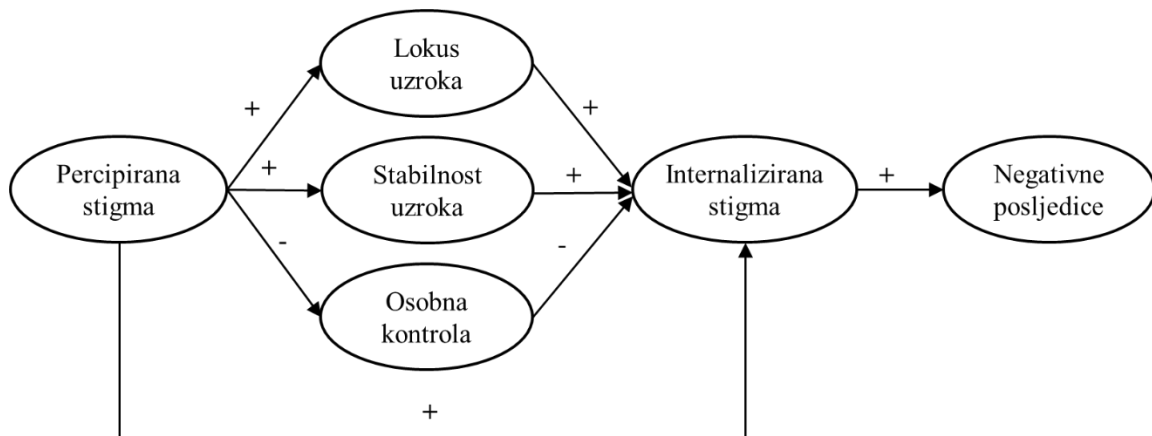 Lokus
uzroka
+
+
Percipirana
stigma
+
Stabilnost
uzroka
+
Internalizirana
stigma
+
Negativne
posljedice
-
-
Osobna
kontrola
+